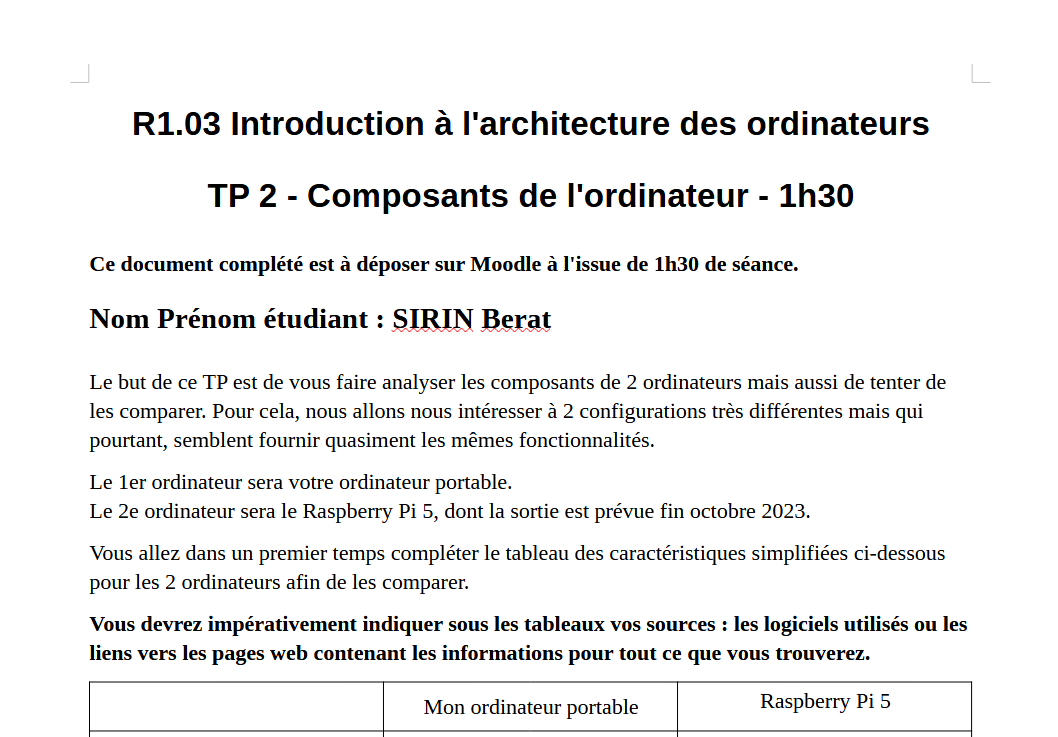 R1.03 Introduction à l'architecture des ordinateurs
TP 2 - Composants de l'ordinateur - 1h30
Ce document complété est à déposer sur Moodle à l'issue de 1h30 de séance.
Nom Prénom étudiant : SIRIN Berat
Le but de ce TP est de vous faire analyser les composants de 2 ordinateurs mais aussi de tenter de
les comparer. Pour cela, nous allons nous intéresser à 2 configurations très différentes mais qui
pourtant, semblent fournir quasiment les mêmes fonctionnalités.
Le 1er ordinateur sera votre ordinateur portable.
Le 2e ordinateur sera le Raspberry Pi 5, dont la sortie est prévue fin octobre 2023.
Vous allez dans un premier temps compléter le tableau des caractéristiques simplifiées ci-dessous
pour les 2 ordinateurs afin de les comparer.
Vous devrez impérativement indiquer sous les tableaux vos sources : les logiciels utilisés ou les
liens vers les pages web contenant les informations pour tout ce que vous trouverez.
Mon ordinateur portable
Raspberry Pi 5